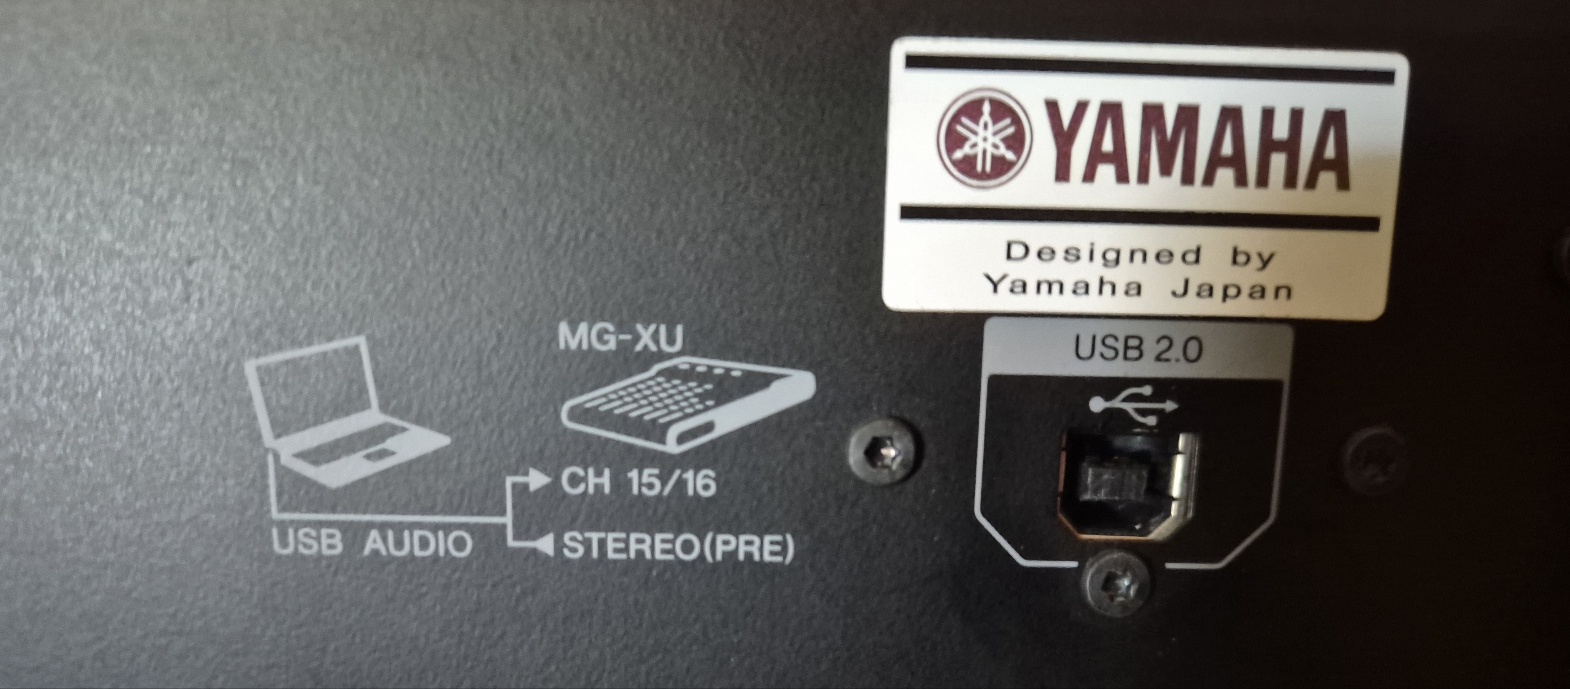 YAMAHA
Designed by
Yamaha Japan
MG-XU
USB 2.0
CH 15/16
USB AUDIO
STEREO(PRE)